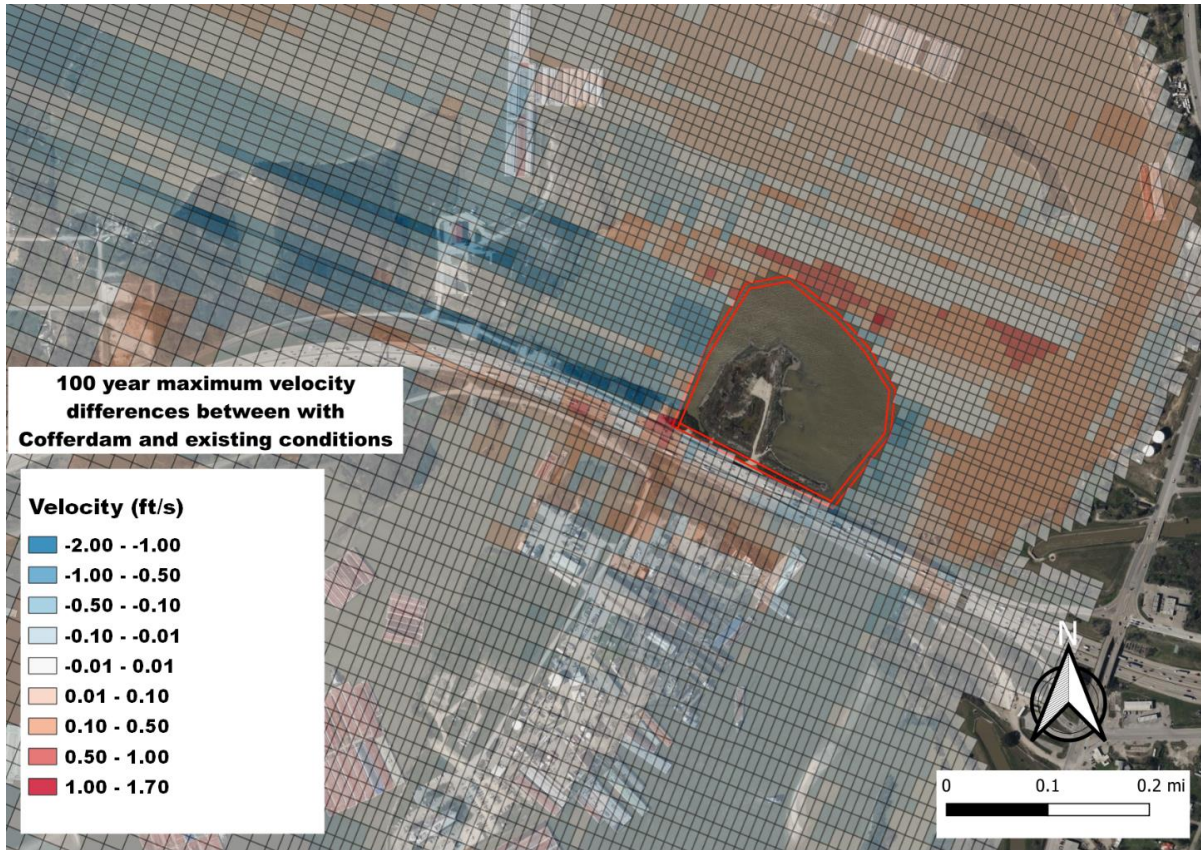 100 year maximum velocity
differences between with
Cofferdam and existing conditions
Velocity (ft/s)
-2.00 - -1.00
-1.00 - -0.50
-0.50 - -0.10
-0.10 - -0.01
-0.01 - 0.01
0.01 - 0.10
0.10 - 0.50
0.50 - 1.00
1.00 - 1.70
N
0 0.1 0.2 mi